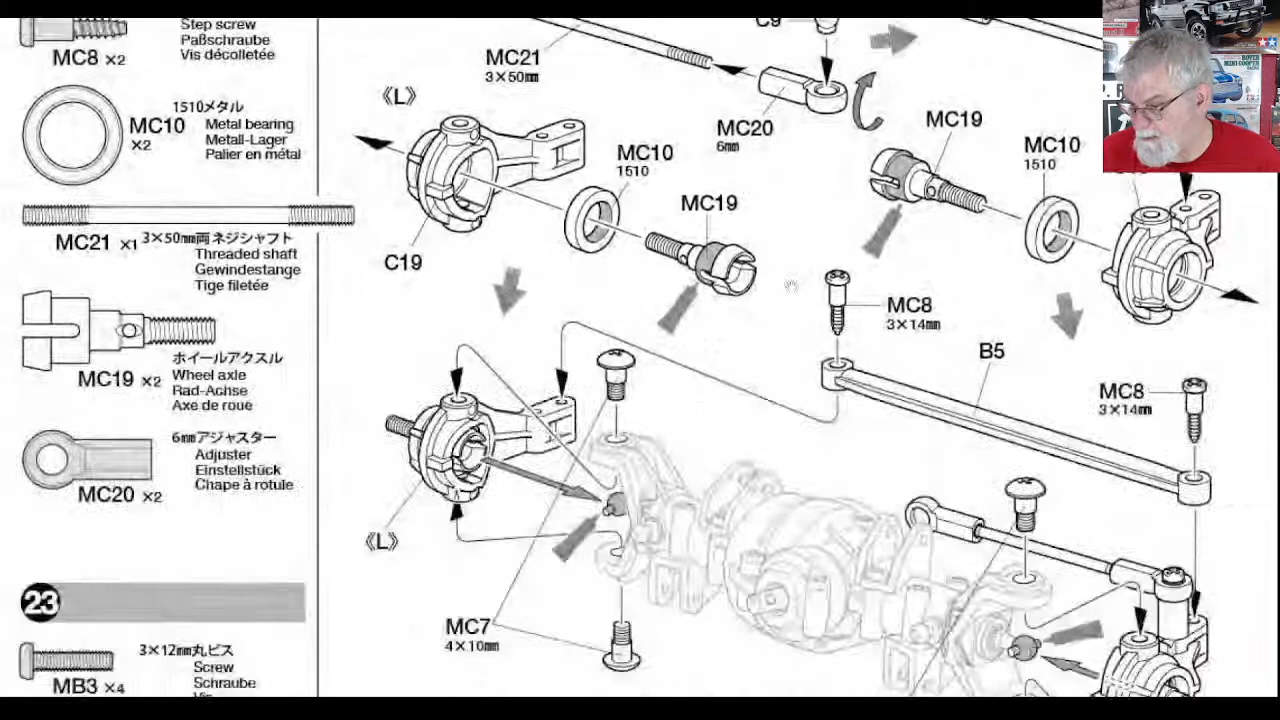 Step screw
Paßschraube
Vis décolletée
MC8 ×2
1510メタル
Metal bearing
Metall-Lager
Palier en métal
MC10
×2
MC21 ×1
3×50mm両ネジシャフト
Threaded shaft
Gewindestange
Tige filetée
ホイールアクスル
Wheel axle
Rad-Achse
Axe de roue
MC19 ×2
6mmアジャスター
Adjuster
Einstellstück
Chape à rotule
MC20 ×2
23
3×12mm丸ビス
Screw
Schraube
Vis
MB3 ×4
C9
MC21
3×50mm
《L》
MC20
6mm
MC19
MC10
1510
MC10
1510
MC19
C19
MC8
3×14mm
B5
MC8
3×14mm
《L》
MC7
4×10mm
ROVER
MINI COOPER